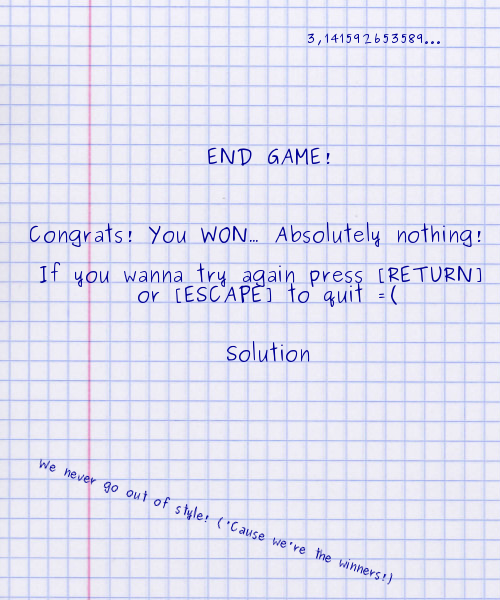 3,141592653589...
END GAME!
Congrats! You WON... Absolutely nothing!
If you wanna try again press [RETURN]
or [ESCAPE] to quit =(
Solution
We never go out of style! ('Cause we're the winners!)